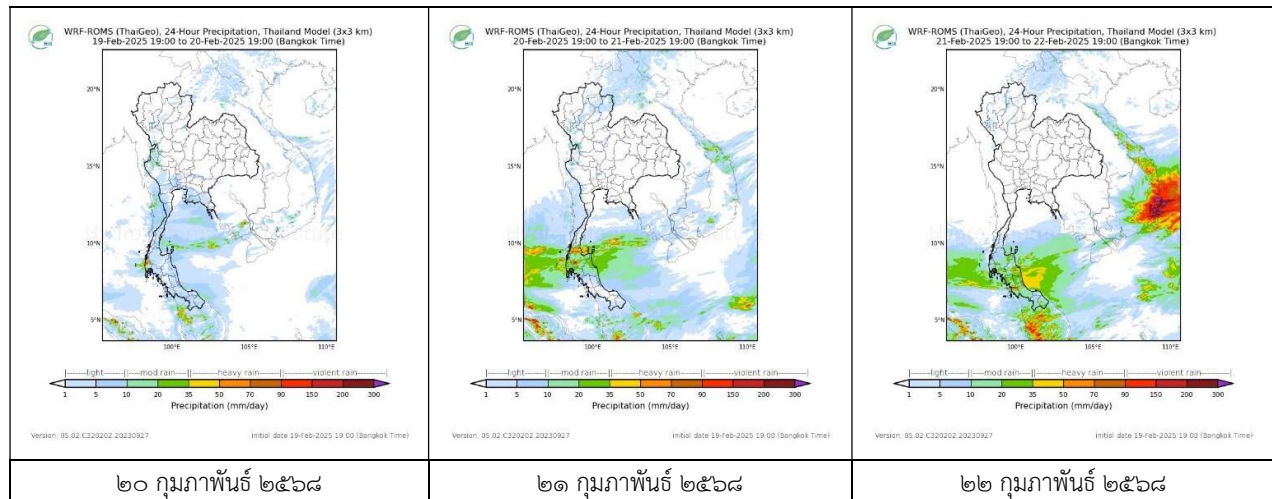 WRF-ROMS (ThaiGeo), 24-Hour Precipitation, Thailand Model (3x3 km)
19-Feb-2025 19:00 to 20-Feb-2025 19:00 (Bangkok Time)
20°N
15°N
10°N
5°N
100°E
105°E
110°E
|--------light--------||----mod rain----||--------heavy rain--------||--------violent rain--------|
1 5 10 20 35 50 70 90 150 200 300
Precipitation (mm/day)
Version: 05.02.C320202.20230927
initial date 19-Feb-2025 19:00 (Bangkok Time)
๒๐ กุมภาพันธ์ ๒๕๖๘
WRF-ROMS (ThaiGeo), 24-Hour Precipitation, Thailand Model (3x3 km)
20-Feb-2025 19:00 to 21-Feb-2025 19:00 (Bangkok Time)
20°N
15°N
10°N
5°N
100°E
105°E
110°E
|--------light--------||----mod rain----||--------heavy rain--------||--------violent rain--------|
1 5 10 20 35 50 70 90 150 200 300
Precipitation (mm/day)
Version: 05.02.C320202.20230927
initial date 19-Feb-2025 19:00 (Bangkok Time)
๒๑ กุมภาพันธ์ ๒๕๖๘
WRF-ROMS (ThaiGeo), 24-Hour Precipitation, Thailand Model (3x3 km)
21-Feb-2025 19:00 to 22-Feb-2025 19:00 (Bangkok Time)
20°N
15°N
10°N
5°N
100°E
105°E
110°E
|--------light--------||----mod rain----||--------heavy rain--------||--------violent rain--------|
1 5 10 20 35 50 70 90 150 200 300
Precipitation (mm/day)
Version: 05.02.C320202.20230927
initial date 19-Feb-2025 19:00 (Bangkok Time)
๒๒ กุมภาพันธ์ ๒๕๖๘